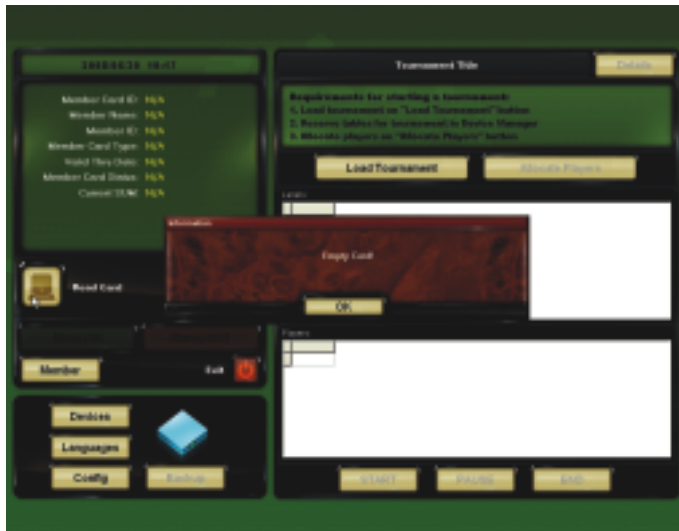 Tournament Title
Details
Member Card ID: N/A
Member Name: N/A
Member ID: N/A
Member Card Type: N/A
Valid Thru Date: N/A
Member Card Status: N/A
Current SUM: N/A
Requirements for starting a tournament:
1. Load tournament on "Load Tournament" button
2. Reserve tables for tournament in Device Manager
3. Allocate players on "Allocate Players" button
Load Tournament
Allocate Players
Levels
Information
Empty Card!
OK
Read Card
Players
Member
Exit
Devices
Languages
Config
Backup
START
PAUSE
END